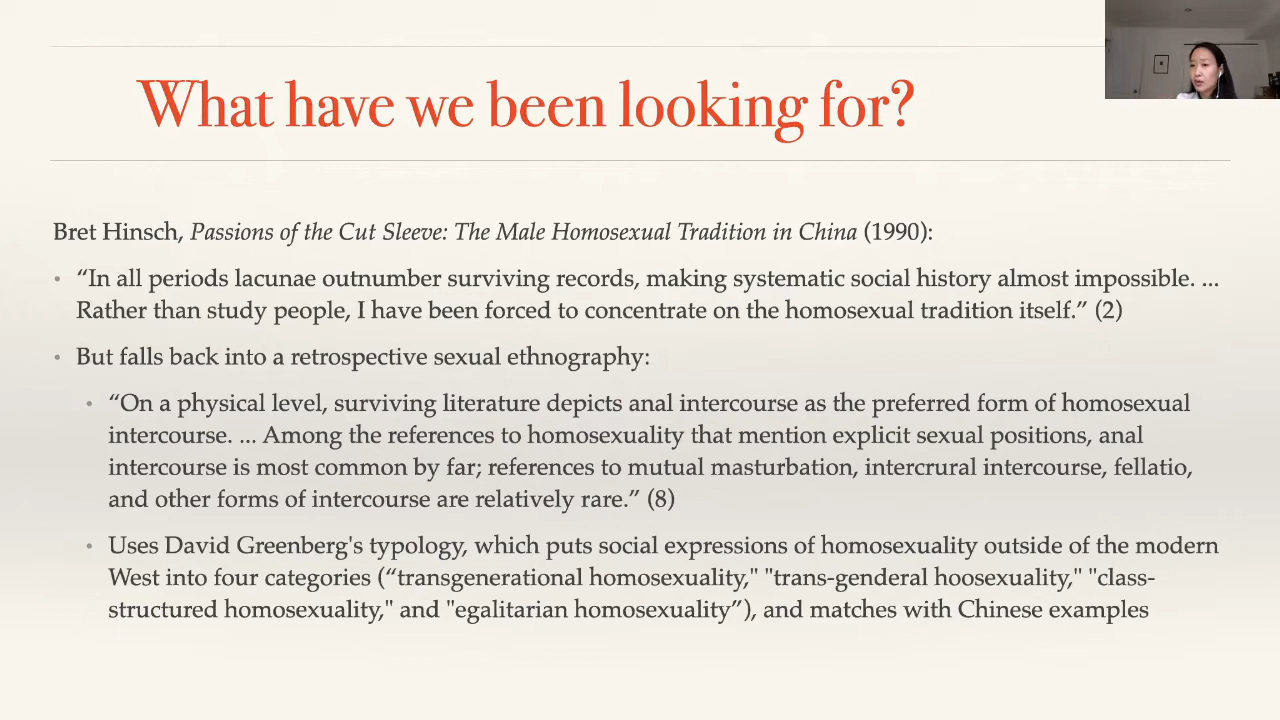 What have we been looking for?
Bret Hinsch, Passions of the Cut Sleeve: The Male Homosexual Tradition in China (1990):
• “In all periods lacunae outnumber surviving records, making systematic social history almost impossible. ...
Rather than study people, I have been forced to concentrate on the homosexual tradition itself.” (2)
• But falls back into a retrospective sexual ethnography:
• “On a physical level, surviving literature depicts anal intercourse as the preferred form of homosexual
intercourse. ... Among the references to homosexuality that mention explicit sexual positions, anal
intercourse is most common by far; references to mutual masturbation, intercrural intercourse, fellatio,
and other forms of intercourse are relatively rare.” (8)
• Uses David Greenberg's typology, which puts social expressions of homosexuality outside of the modern
West into four categories (“transgenerational homosexuality," "trans-genderal hoosexuality," "class-
structured homosexuality," and "egalitarian homosexuality”), and matches with Chinese examples